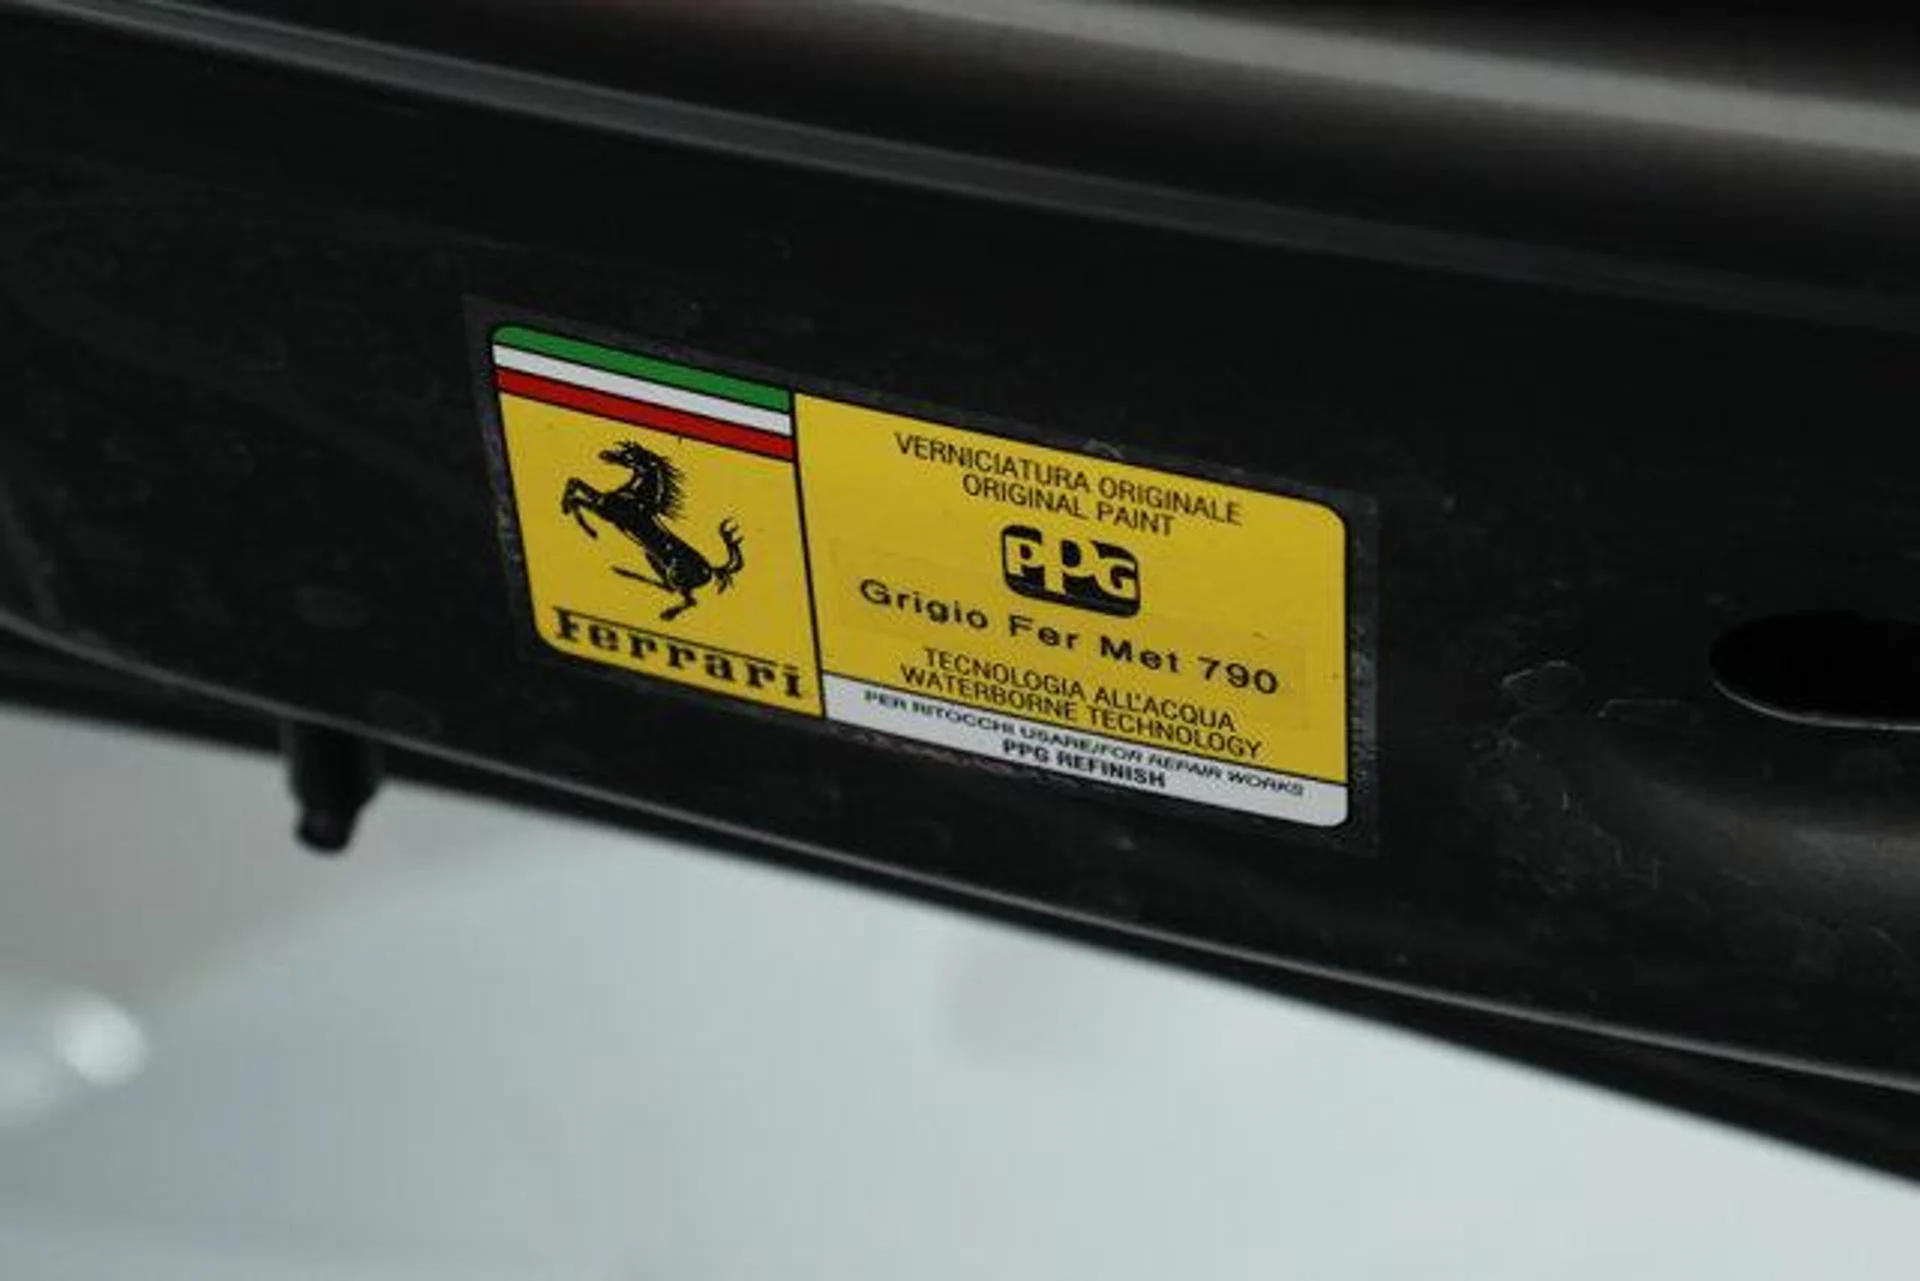 Ferrari
VERNICIATURA ORIGINALE
ORIGINAL PAINT
PPG
Grigio Fer Met 790
TECNOLOGIA ALL'ACQUA
WATERBORNE TECHNOLOGY
PER RITOCCHI USARE/FOR REPAIR WORKS
PPG REFINISH